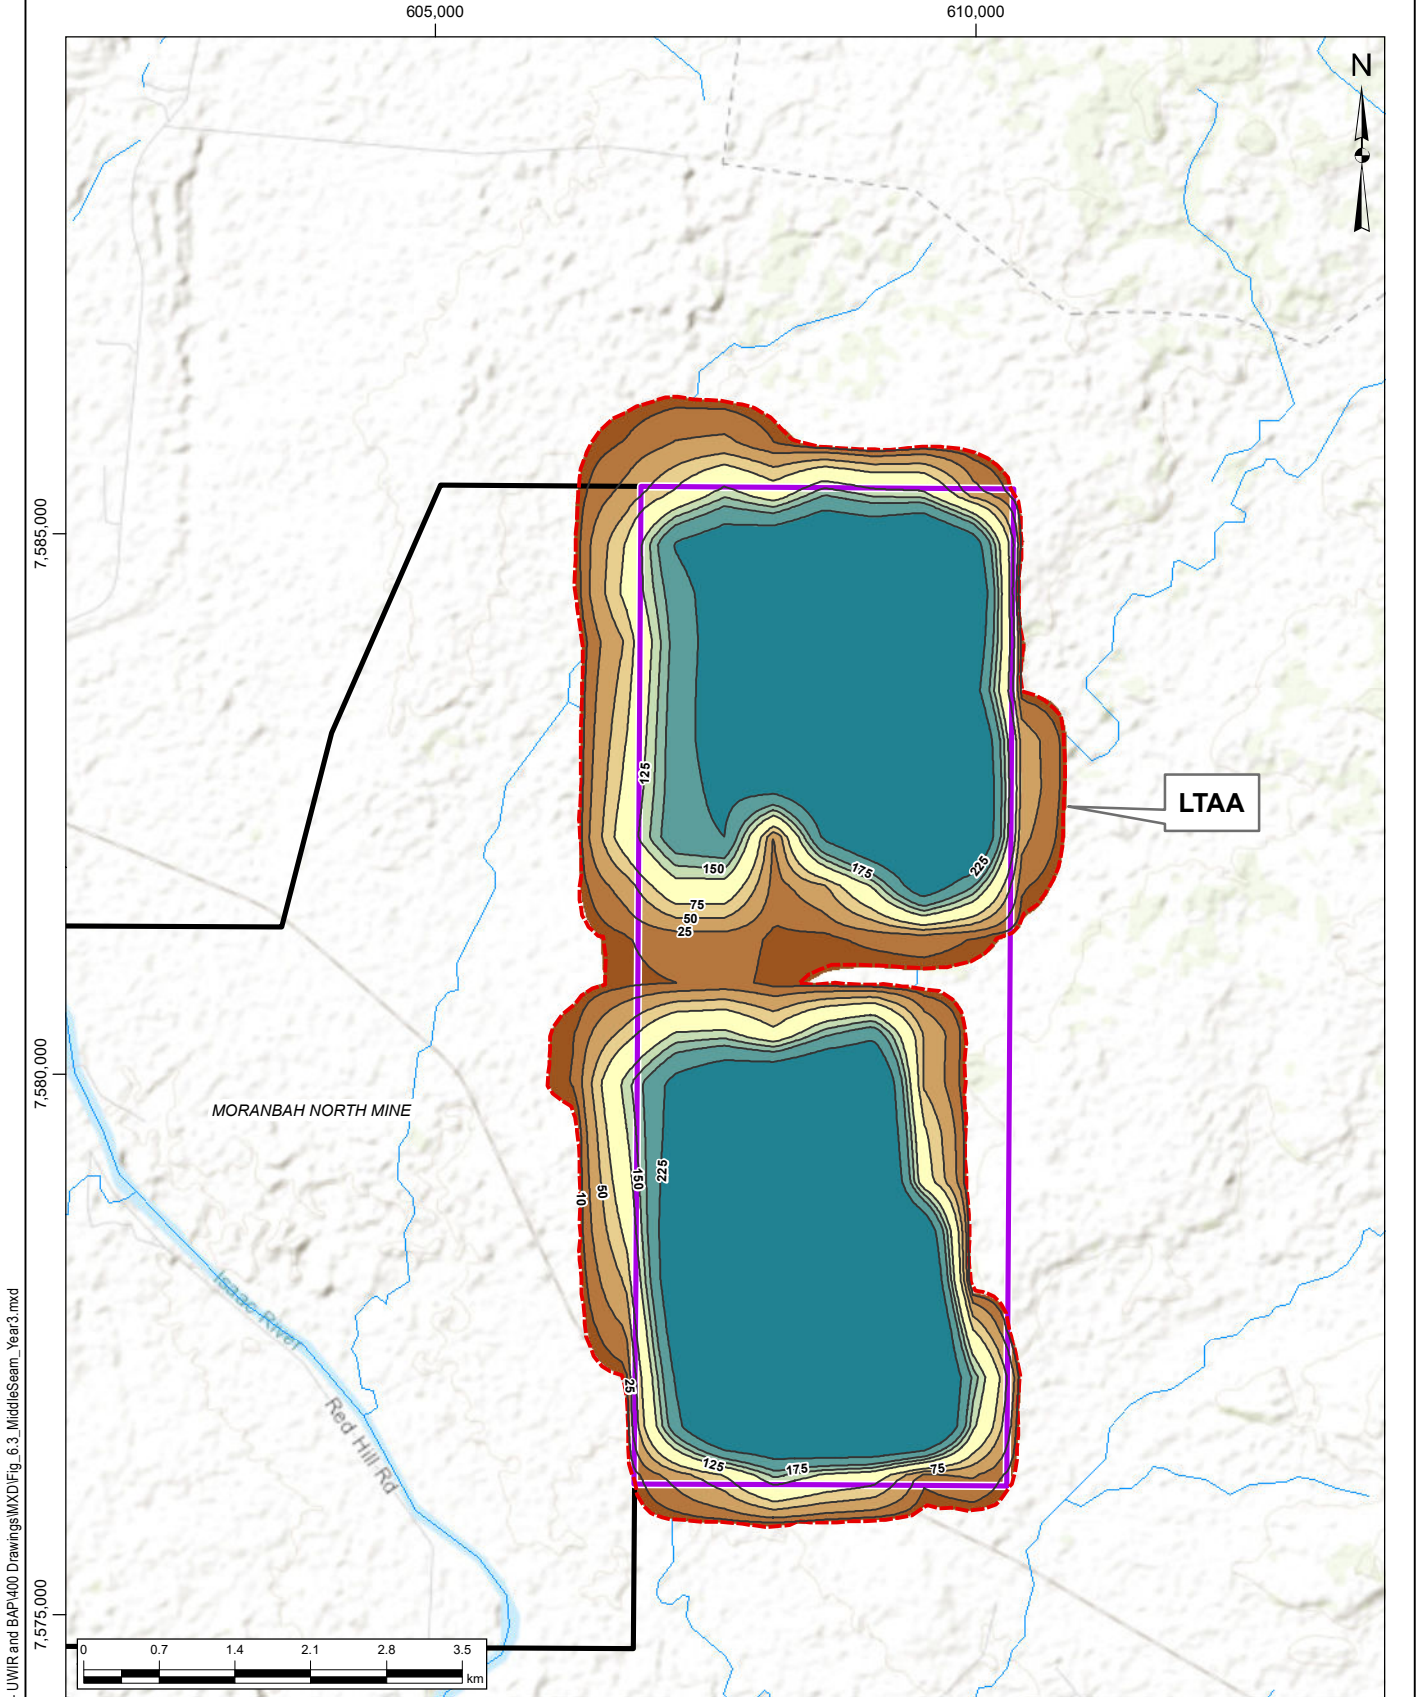 605,000
610,000
N
7,585,000
LTAA
125
150
175
225
75
50
25
7,580,000
MORANBAH NORTH MINE
150
225
50
10
Isaac River
25
Red Hill Rd
125
175
75
7,575,000
0 0.7 1.4 2.1 2.8 3.5
km
- UWIR and BAP\400 Drawings\MXD\Fig_6.3_MiddleSeam_Year3.mxd